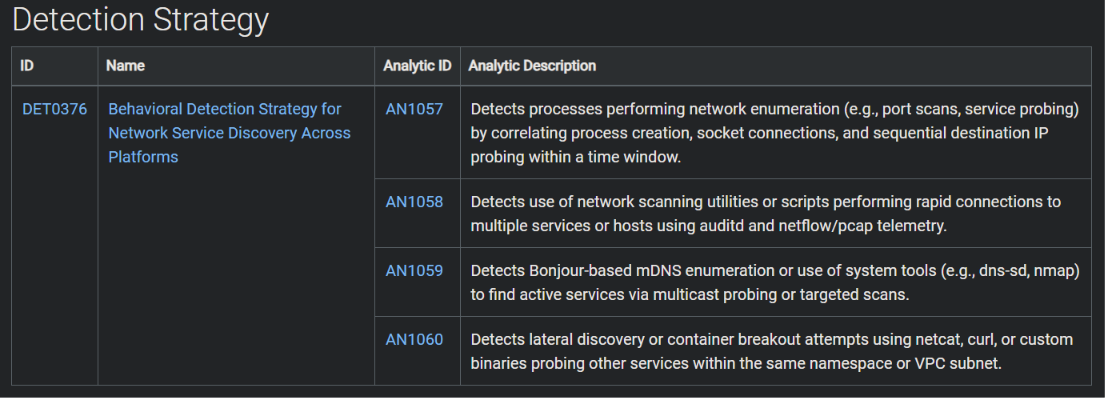 Detection Strategy
ID Name Analytic ID Analytic Description
DET0376 Behavioral Detection Strategy for
Network Service Discovery Across
Platforms
AN1057 Detects processes performing network enumeration (e.g., port scans, service probing)
by correlating process creation, socket connections, and sequential destination IP
probing within a time window.
AN1058 Detects use of network scanning utilities or scripts performing rapid connections to
multiple services or hosts using auditd and netflow/pcap telemetry.
AN1059 Detects Bonjour-based mDNS enumeration or use of system tools (e.g., dns-sd, nmap)
to find active services via multicast probing or targeted scans.
AN1060 Detects lateral discovery or container breakout attempts using netcat, curl, or custom
binaries probing other services within the same namespace or VPC subnet.